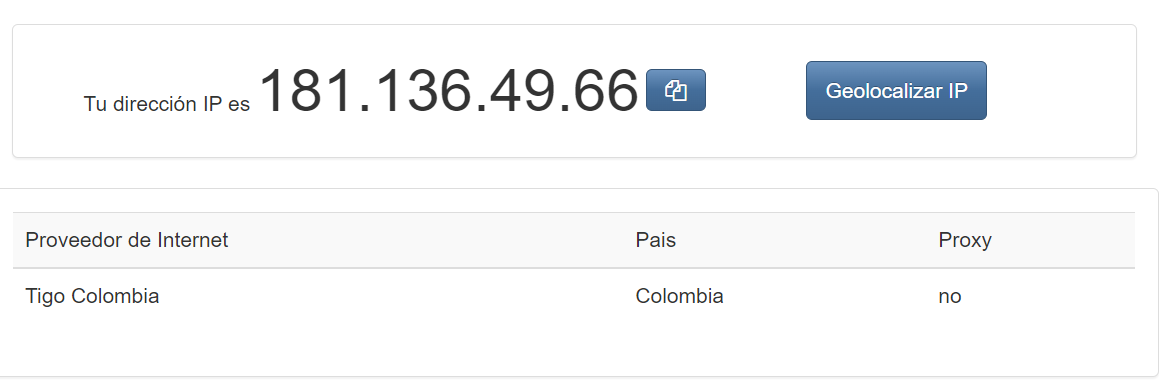 Tu dirección IP es 181.136.49.66
Geolocalizar IP
Proveedor de Internet Pais Proxy
Tigo Colombia Colombia no